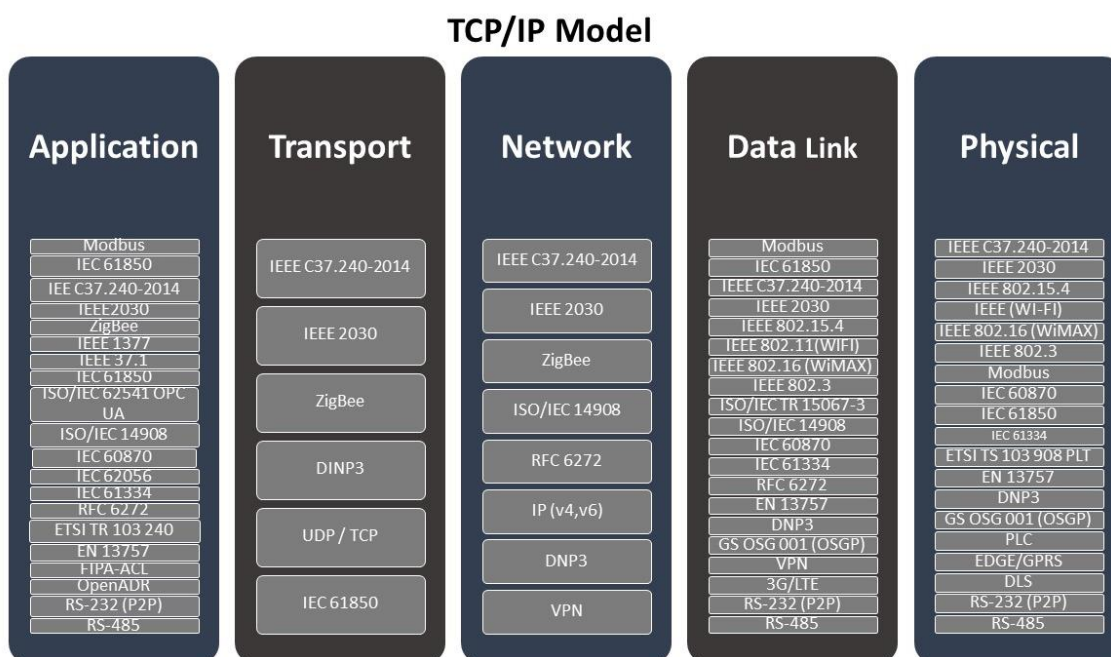 TCP/IP Model
Application
Modbus
IEC 61850
IEE C37.240-2014
IEEE2030
ZigBee
IEEE 1377
IEEE 37.1
IEC 61850
ISO/IEC 62541 OPC
UA
ISO/IEC 14908
IEC 60870
IEC 62056
IEC 61334
RFC 6272
ETSI TR 103 240
EN 13757
FIPA-ACL
OpenADR
RS-232 (P2P)
RS-485
Transport
IEEE C37.240-2014
IEEE 2030
ZigBee
DINP3
UDP / TCP
IEC 61850
Network
IEEE C37.240-2014
IEEE 2030
ZigBee
ISO/IEC 14908
RFC 6272
IP (v4,v6)
DNP3
VPN
Data Link
Modbus
IEC 61850
IEEE C37.240-2014
IEEE 2030
IEEE 802.15.4
IEEE 802.11(WIFI)
IEEE 802.16 (WiMAX)
IEEE 802.3
ISO/IEC TR 15067-3
ISO/IEC 14908
IEC 60870
IEC 61334
RFC 6272
EN 13757
DNP3
GS OSG 001 (OSGP)
VPN
3G/LTE
RS-232 (P2P)
RS-485
Physical
IEEE C37.240-2014
IEEE 2030
IEEE 802.15.4
IEEE (WI-FI)
IEEE 802.16 (WiMAX)
IEEE 802.3
Modbus
IEC 60870
IEC 61850
IEC 61334
ETSI TS 103 908 PLT
EN 13757
DNP3
GS OSG 001 (OSGP)
PLC
EDGE/GPRS
DLS
RS-232 (P2P)
RS-485